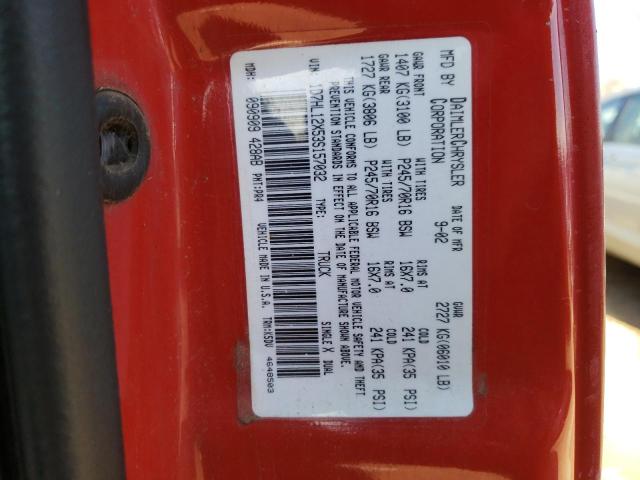 MFD BY DAIMLERCHRYSLER CORPORATION DATE OF MFR 9-02 GVWR 2727 KG(06010 LB)
GAWR FRONT WITH TIRES RIMS AT COLD
1407 KG(3100 LB) P245/70R16 BSW 16X7.0 241 KPA(35 PSI)
GAWR REAR WITH TIRES RIMS AT COLD
1727 KG(3806 LB) P245/70R16 BSW 16X7.0 241 KPA(35 PSI)
THIS VEHICLE CONFORMS TO ALL APPLICABLE FEDERAL MOTOR VEHICLE SAFETY AND THEFT
PREVENTION STANDARDS IN EFFECT ON THE DATE OF MANUFACTURE SHOWN ABOVE.
VIN: 1D7HL12K53S157032 TYPE: TRUCK SINGLE X DUAL
MDH: 090909 428AB PNT:PR4 VEHICLE MADE IN U.S.A. TRM:K5DV 4648503